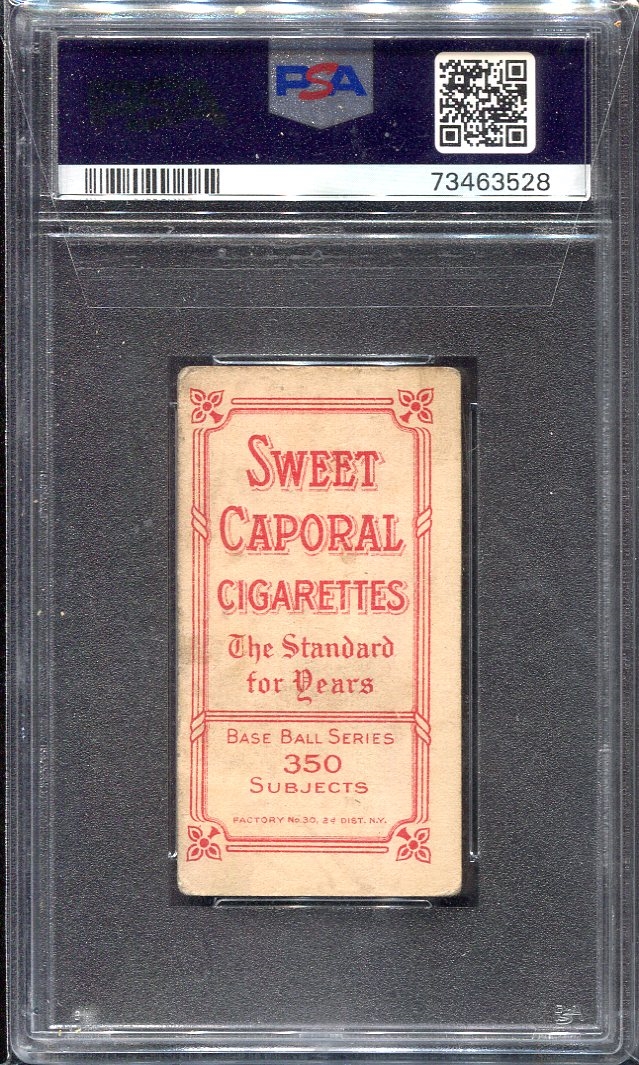 PSA
73463528
SWEET
CAPORAL
CIGARETTES
The Standard
for Years
BASE BALL SERIES
350
SUBJECTS
FACTORY No. 30, 2d DIST. N.Y.